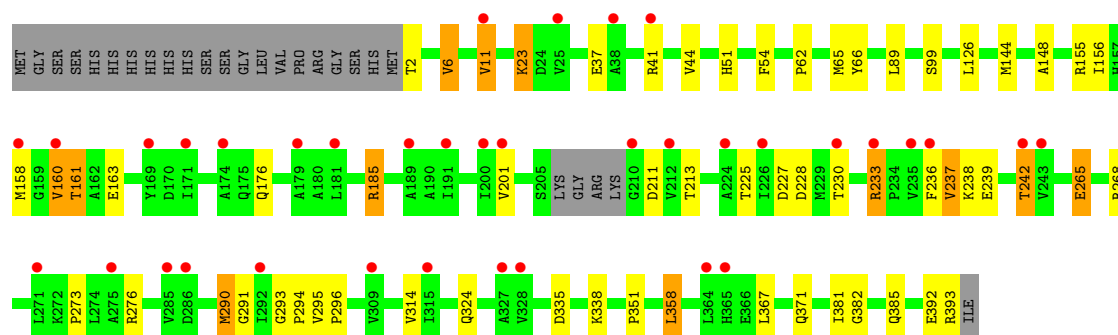 MET GLY SER SER HIS HIS HIS HIS HIS HIS SER SER GLY LEU VAL PRO ARG GLY SER HIS MET T2 V6 V11 K23 D24 V25 E37 A38 R41 V44 H51 F54 P62 M65 Y66 L89 S99 L126 M144 A148 R155 I156 H157
M158 G159 V160 T161 A162 E163 Y169 D170 I171 A174 Q175 Q176 A179 A180 L181 R185 A189 A190 I191 I200 V201 S205 LYS GLY ARG LYS G210 D211 V212 T213 A224 T225 I226 D227 D228 M229 T230 R233 P234 V235 F236 V237 K238 E239 T242 V243 E265 R268
L271 K272 P273 L274 A275 R276 V285 D286 M290 G291 I292 G293 P294 V295 P296 V309 V314 I315 Q324 A327 V328 D335 K338 P351 L358 L364 H365 E366 L367 Q371 I381 G382 Q385 E392 R393 ILE